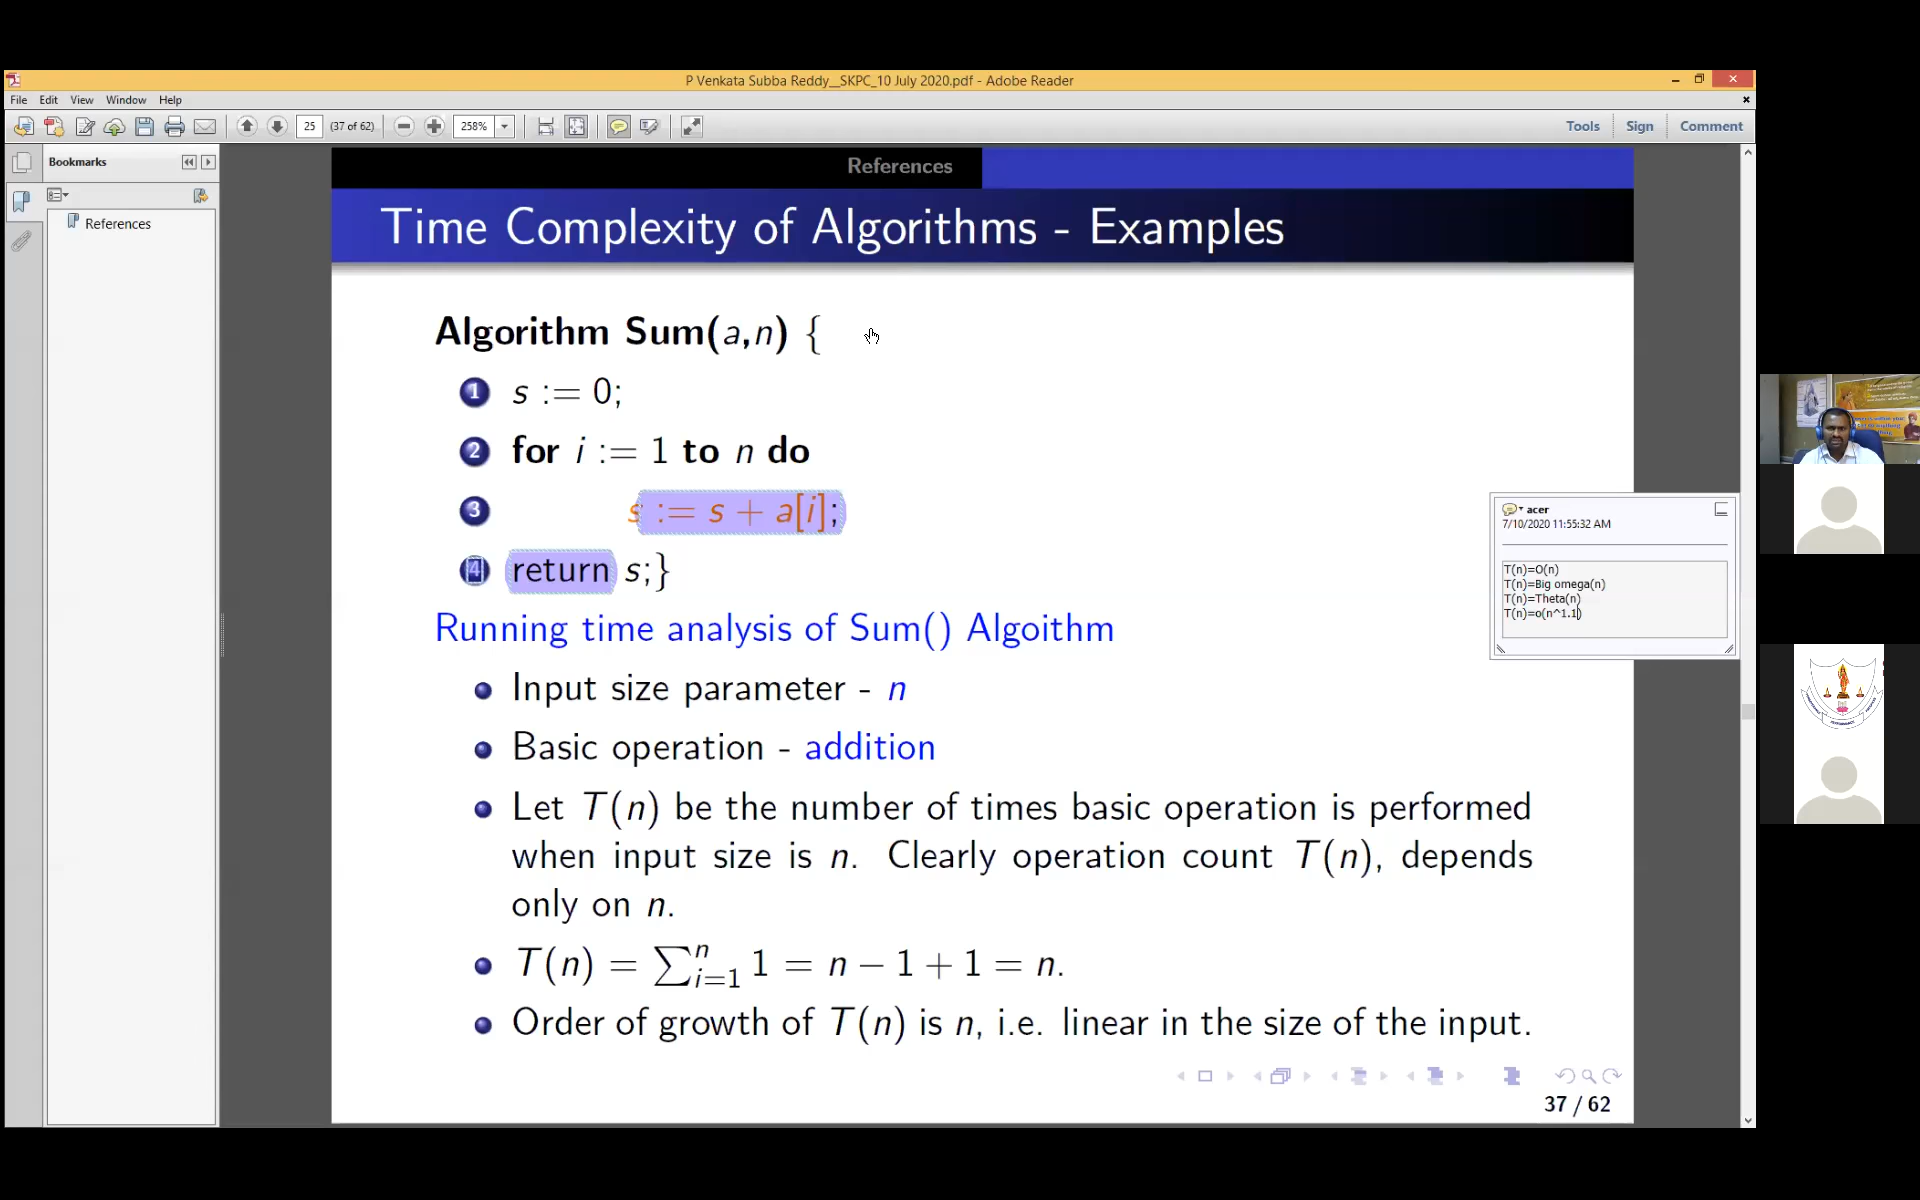 P Venkata Subba Reddy__SKPC_10 July 2020.pdf - Adobe Reader
File Edit View Window Help
25 (37 of 62) 258% Tools Sign Comment
Bookmarks
References
References
Time Complexity of Algorithms - Examples
Algorithm Sum(a,n) {
1 s := 0;
2 for i := 1 to n do
3 s := s + a[i];
4 return s;}
Running time analysis of Sum() Algoithm
Input size parameter - n
Basic operation - addition
Let T(n) be the number of times basic operation is performed
when input size is n. Clearly operation count T(n), depends
only on n.
T(n) = ∑ⁿᵢ₌₁ 1 = n − 1 + 1 = n.
Order of growth of T(n) is n, i.e. linear in the size of the input.
37 / 62
acer
7/10/2020 11:55:32 AM
T(n)=O(n)
T(n)=Big omega(n)
T(n)=Theta(n)
T(n)=o(n^1.1)